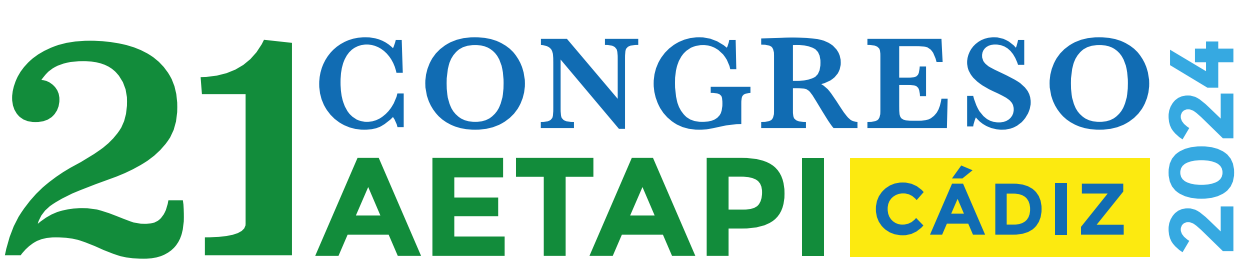 21 CONGRESO
AETAPI CÁDIZ
2024